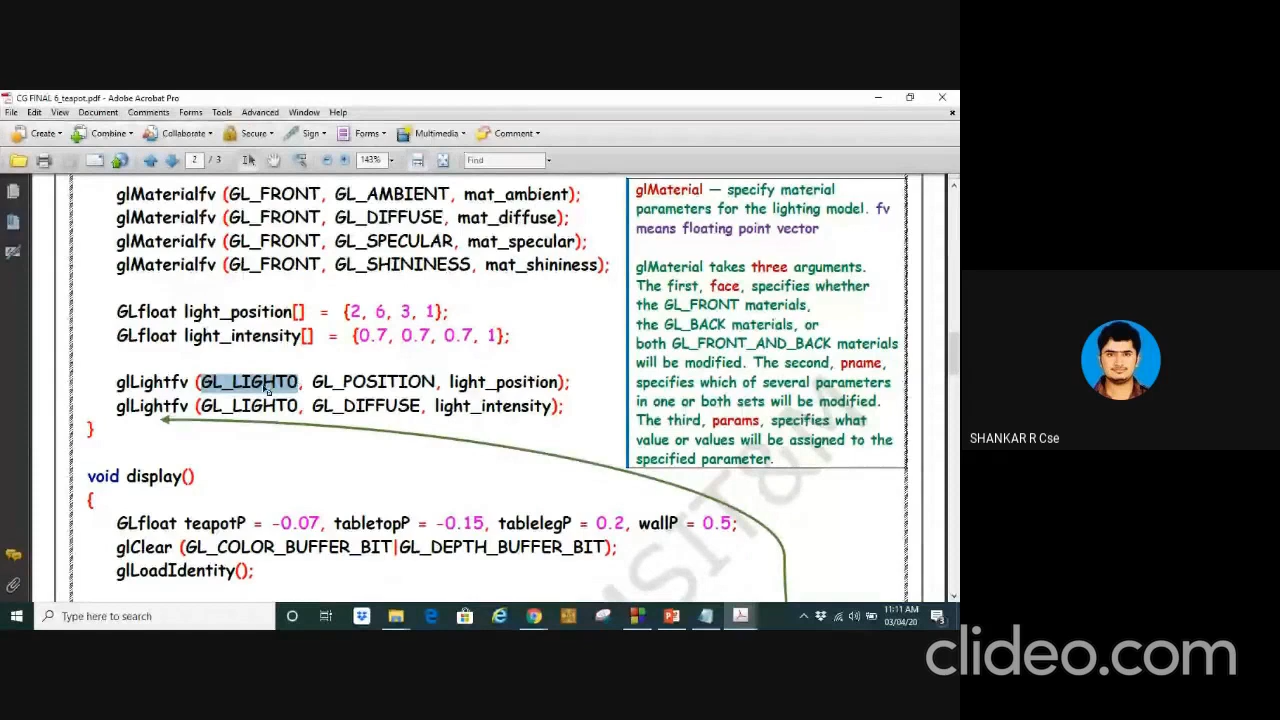 CG FINAL 6_teapot.pdf - Adobe Acrobat Pro
File Edit View Document Comments Forms Tools Advanced Window Help
Create Combine Collaborate Secure Sign Forms Multimedia Comment
2 / 3 143% Find
glMaterialfv (GL_FRONT, GL_AMBIENT, mat_ambient);
glMaterialfv (GL_FRONT, GL_DIFFUSE, mat_diffuse);
glMaterialfv (GL_FRONT, GL_SPECULAR, mat_specular);
glMaterialfv (GL_FRONT, GL_SHININESS, mat_shininess);
GLfloat light_position[] = {2, 6, 3, 1};
GLfloat light_intensity[] = {0.7, 0.7, 0.7, 1};
glLightfv (GL_LIGHT0, GL_POSITION, light_position);
glLightfv (GL_LIGHT0, GL_DIFFUSE, light_intensity);
}
void display()
{
GLfloat teapotP = -0.07, tabletopP = -0.15, tablelegP = 0.2, wallP = 0.5;
glClear (GL_COLOR_BUFFER_BIT|GL_DEPTH_BUFFER_BIT);
glLoadIdentity();
glMaterial — specify material
parameters for the lighting model. fv
means floating point vector
glMaterial takes three arguments.
The first, face, specifies whether
the GL_FRONT materials,
the GL_BACK materials, or
both GL_FRONT_AND_BACK materials
will be modified. The second, pname,
specifies which of several parameters
in one or both sets will be modified.
The third, params, specifies what
value or values will be assigned to the
specified parameter.
MSIT&M
Type here to search
11:11 AM
03/04/20
3
SHANKAR R Cse
clideo.com